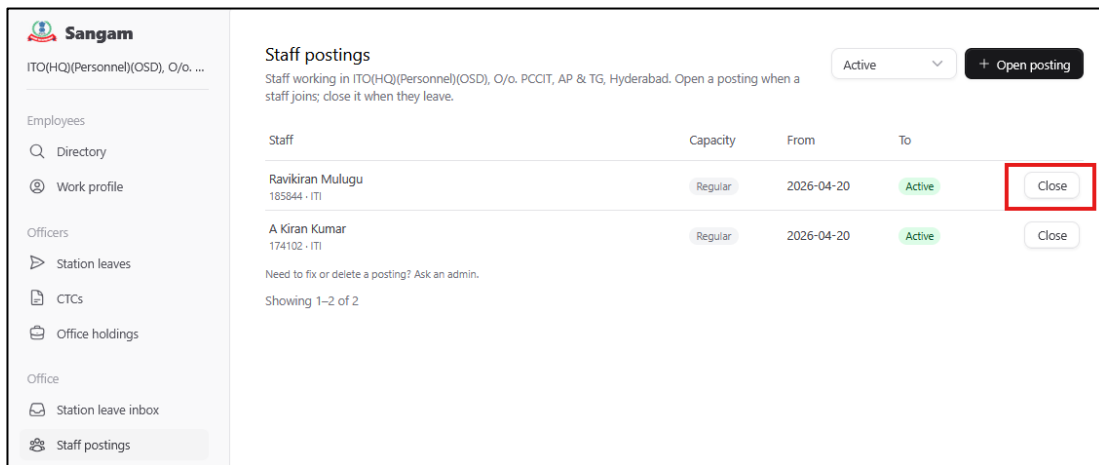 Sangam
ITO(HQ)(Personnel)(OSD), O/o. ...
Employees
Directory
Work profile
Officers
Station leaves
CTCs
Office holdings
Office
Station leave inbox
Staff postings
Staff postings
Staff working in ITO(HQ)(Personnel)(OSD), O/o. PCCIT, AP & TG, Hyderabad. Open a posting when a
staff joins; close it when they leave.
Active
+ Open posting
Staff Capacity From To
Ravikiran Mulugu
185844 · ITI
Regular 2026-04-20 Active Close
A Kiran Kumar
174102 · ITI
Regular 2026-04-20 Active Close
Need to fix or delete a posting? Ask an admin.
Showing 1–2 of 2